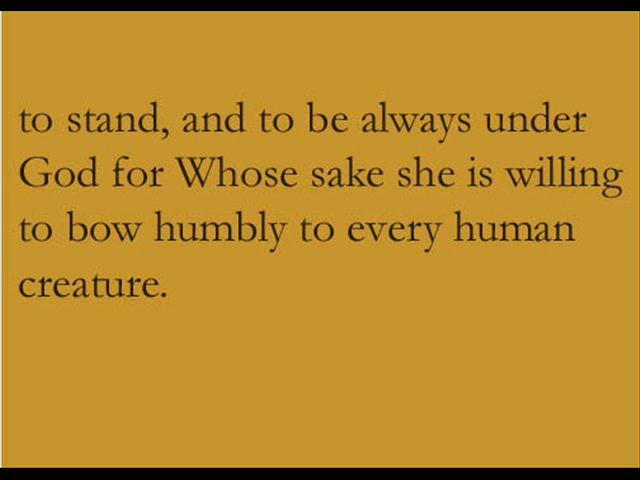 to stand, and to be always under
God for Whose sake she is willing
to bow humbly to every human
creature.